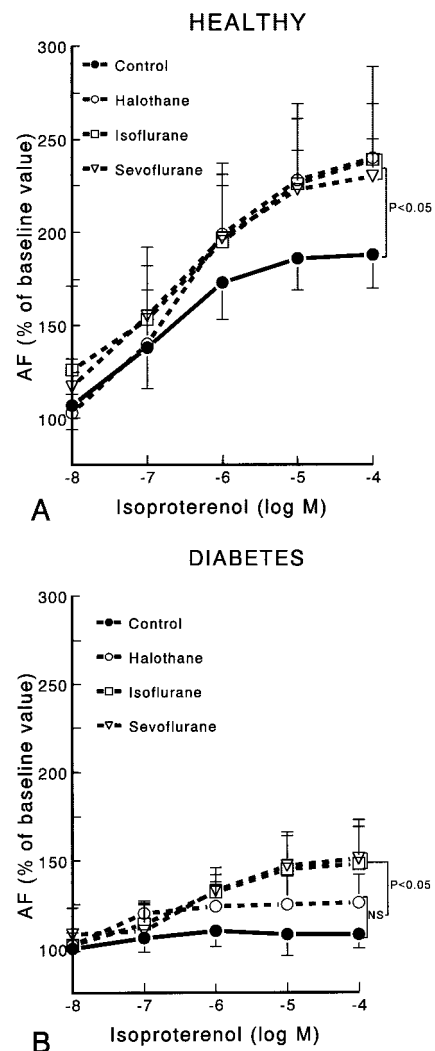 HEALTHY
300
Control
Halothane
250
Isoflurane
Sevoflurane
200
P<0.05
150
100
AF (% of baseline value)
-8 -7 -6 -5 -4
Isoproterenol (log M)
A
DIABETES
300
Control
Halothane
250
Isoflurane
Sevoflurane
200
150
P<0.05
NS
100
AF (% of baseline value)
-8 -7 -6 -5 -4
Isoproterenol (log M)
B